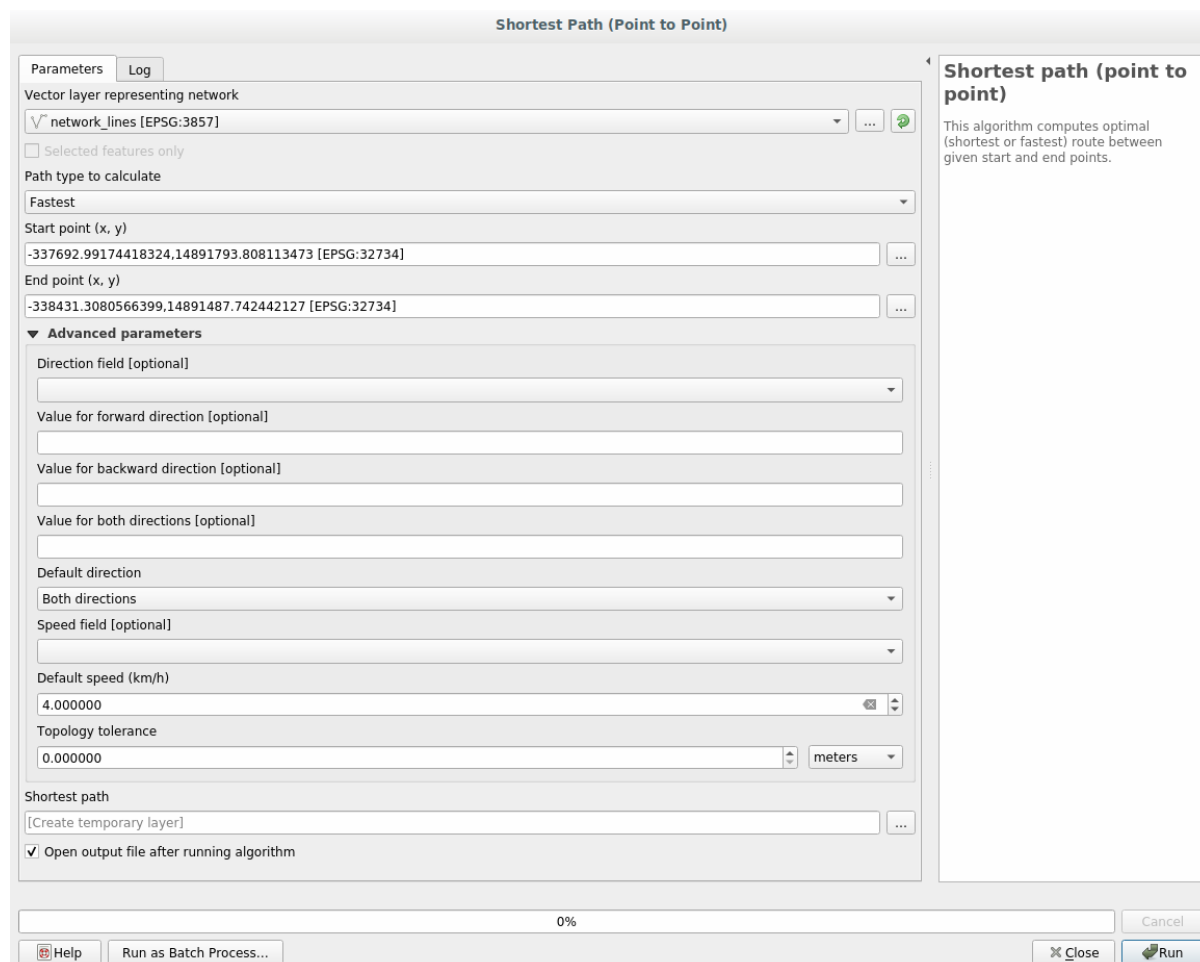 Shortest Path (Point to Point)
Parameters
Log
Vector layer representing network
network_lines [EPSG:3857]
...
Selected features only
Path type to calculate
Fastest
Start point (x, y)
-337692.99174418324,14891793.808113473 [EPSG:32734]
...
End point (x, y)
-338431.3080566399,14891487.742442127 [EPSG:32734]
...
Advanced parameters
Direction field [optional]
Value for forward direction [optional]
Value for backward direction [optional]
Value for both directions [optional]
Default direction
Both directions
Speed field [optional]
Default speed (km/h)
4.000000
Topology tolerance
0.000000
meters
Shortest path
[Create temporary layer]
...
Open output file after running algorithm
Shortest path (point to
point)
This algorithm computes optimal
(shortest or fastest) route between
given start and end points.
0%
Cancel
Help
Run as Batch Process...
Close
Run